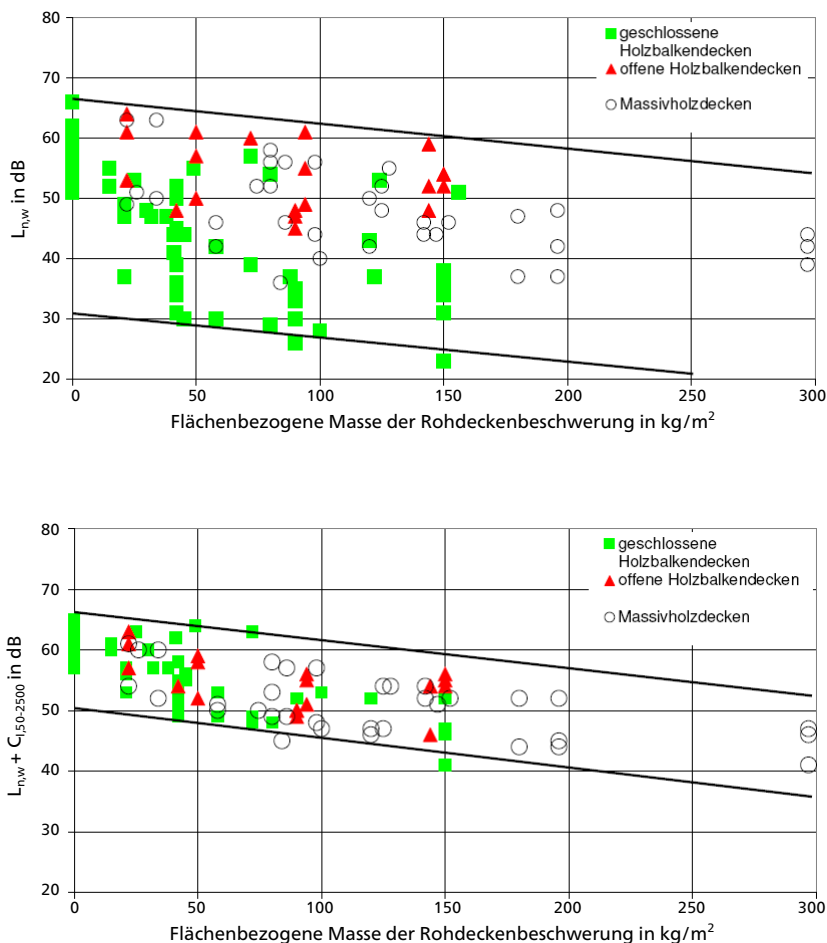 80
70
60
50
40
30
20
L_n,w in dB
geschlossene
Holzbalkendecken
offene Holzbalkendecken
Massivholzdecken
0 50 100 150 200 250 300
Flächenbezogene Masse der Rohdeckenbeschwerung in kg/m²
80
70
60
50
40
30
20
L_n,w + C_I,50-2500 in dB
geschlossene
Holzbalkendecken
offene Holzbalkendecken
Massivholzdecken
0 50 100 150 200 250 300
Flächenbezogene Masse der Rohdeckenbeschwerung in kg/m²